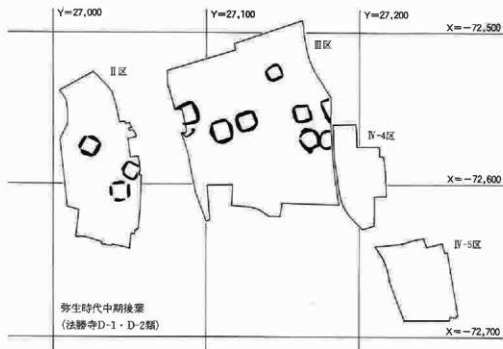 Y=27,000
Y=27,100
Y=27,200
X=-72,500
Ⅱ区
Ⅲ区
Ⅳ-4区
X=-72,600
Ⅳ-5区
弥生時代中期後葉
(法勝寺D-1・D-2類)
X=-72,700